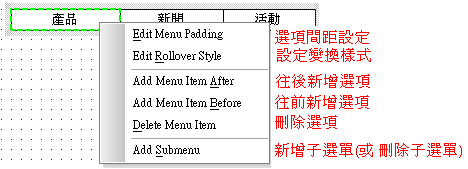 產品 新聞 活動
Edit Menu Padding 選項間距設定
Edit Rollover Style 設定變換樣式
Add Menu Item After 往後新增選項
Add Menu Item Before 往前新增選項
Delete Menu Item 刪除選項
Add Submenu 新增子選單(或 刪除子選單)